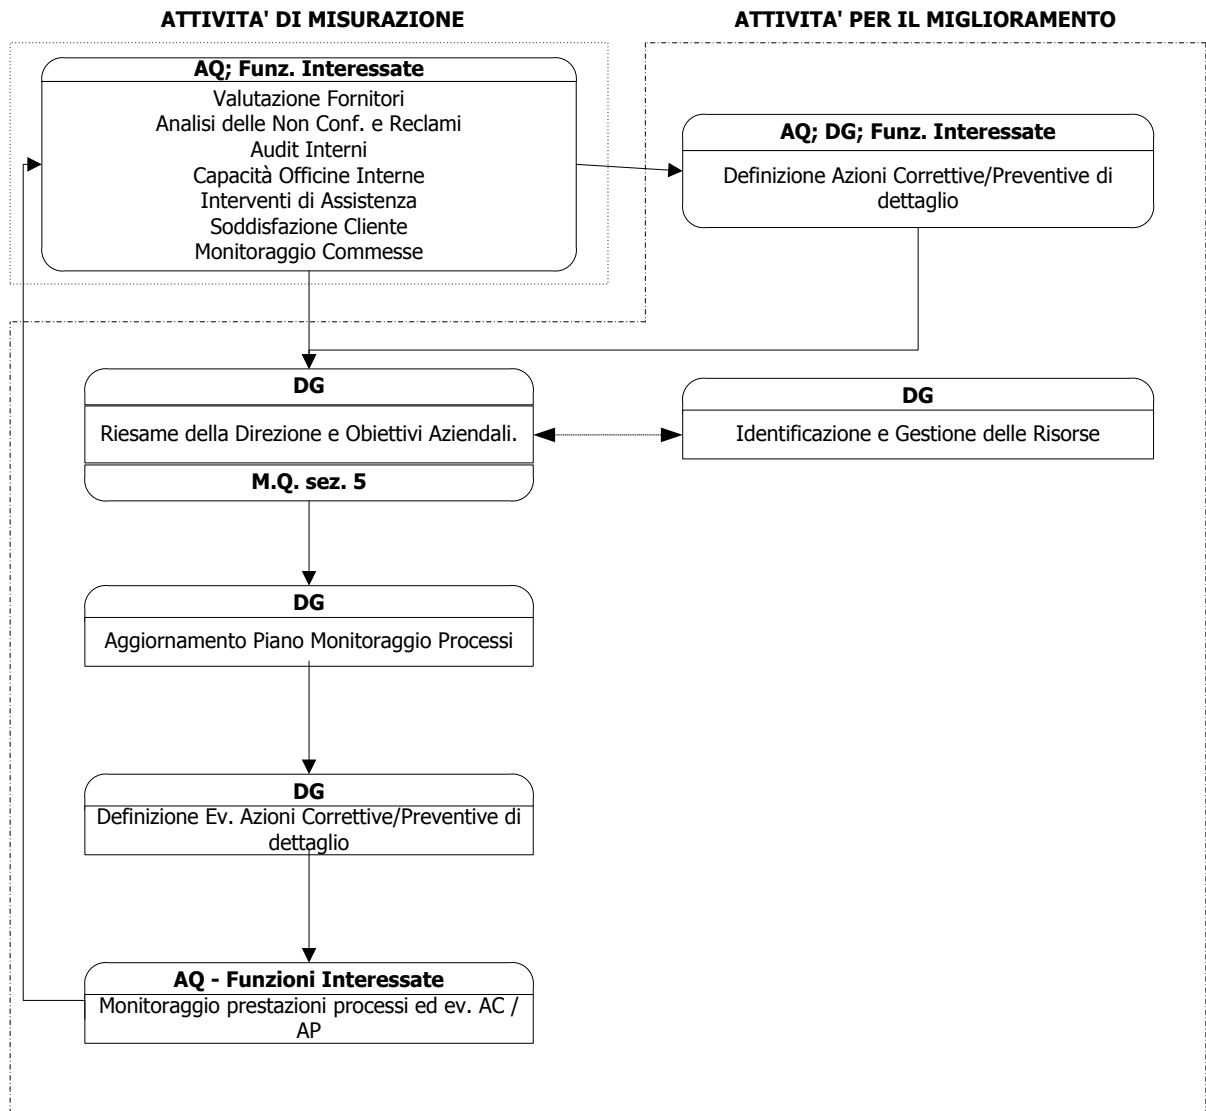 ATTIVITA' DI MISURAZIONE
ATTIVITA' PER IL MIGLIORAMENTO
AQ; Funz. Interessate
Valutazione Fornitori
Analisi delle Non Conf. e Reclami
Audit Interni
Capacità Officine Interne
Interventi di Assistenza
Soddisfazione Cliente
Monitoraggio Commesse
AQ; DG; Funz. Interessate
Definizione Azioni Correttive/Preventive di
dettaglio
DG
Riesame della Direzione e Obiettivi Aziendali.
M.Q. sez. 5
DG
Identificazione e Gestione delle Risorse
DG
Aggiornamento Piano Monitoraggio Processi
DG
Definizione Ev. Azioni Correttive/Preventive di
dettaglio
AQ - Funzioni Interessate
Monitoraggio prestazioni processi ed ev. AC /
AP